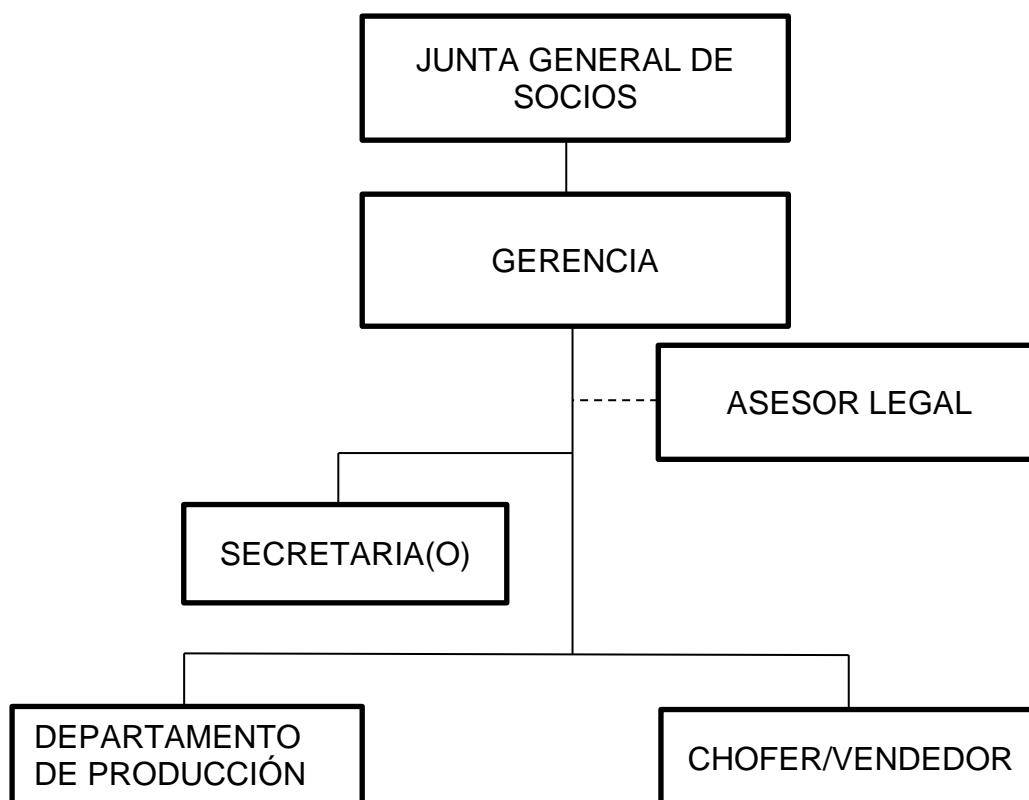 JUNTA GENERAL DE
SOCIOS
GERENCIA
ASESOR LEGAL
SECRETARIA(O)
DEPARTAMENTO
DE PRODUCCIÓN
CHOFER/VENDEDOR